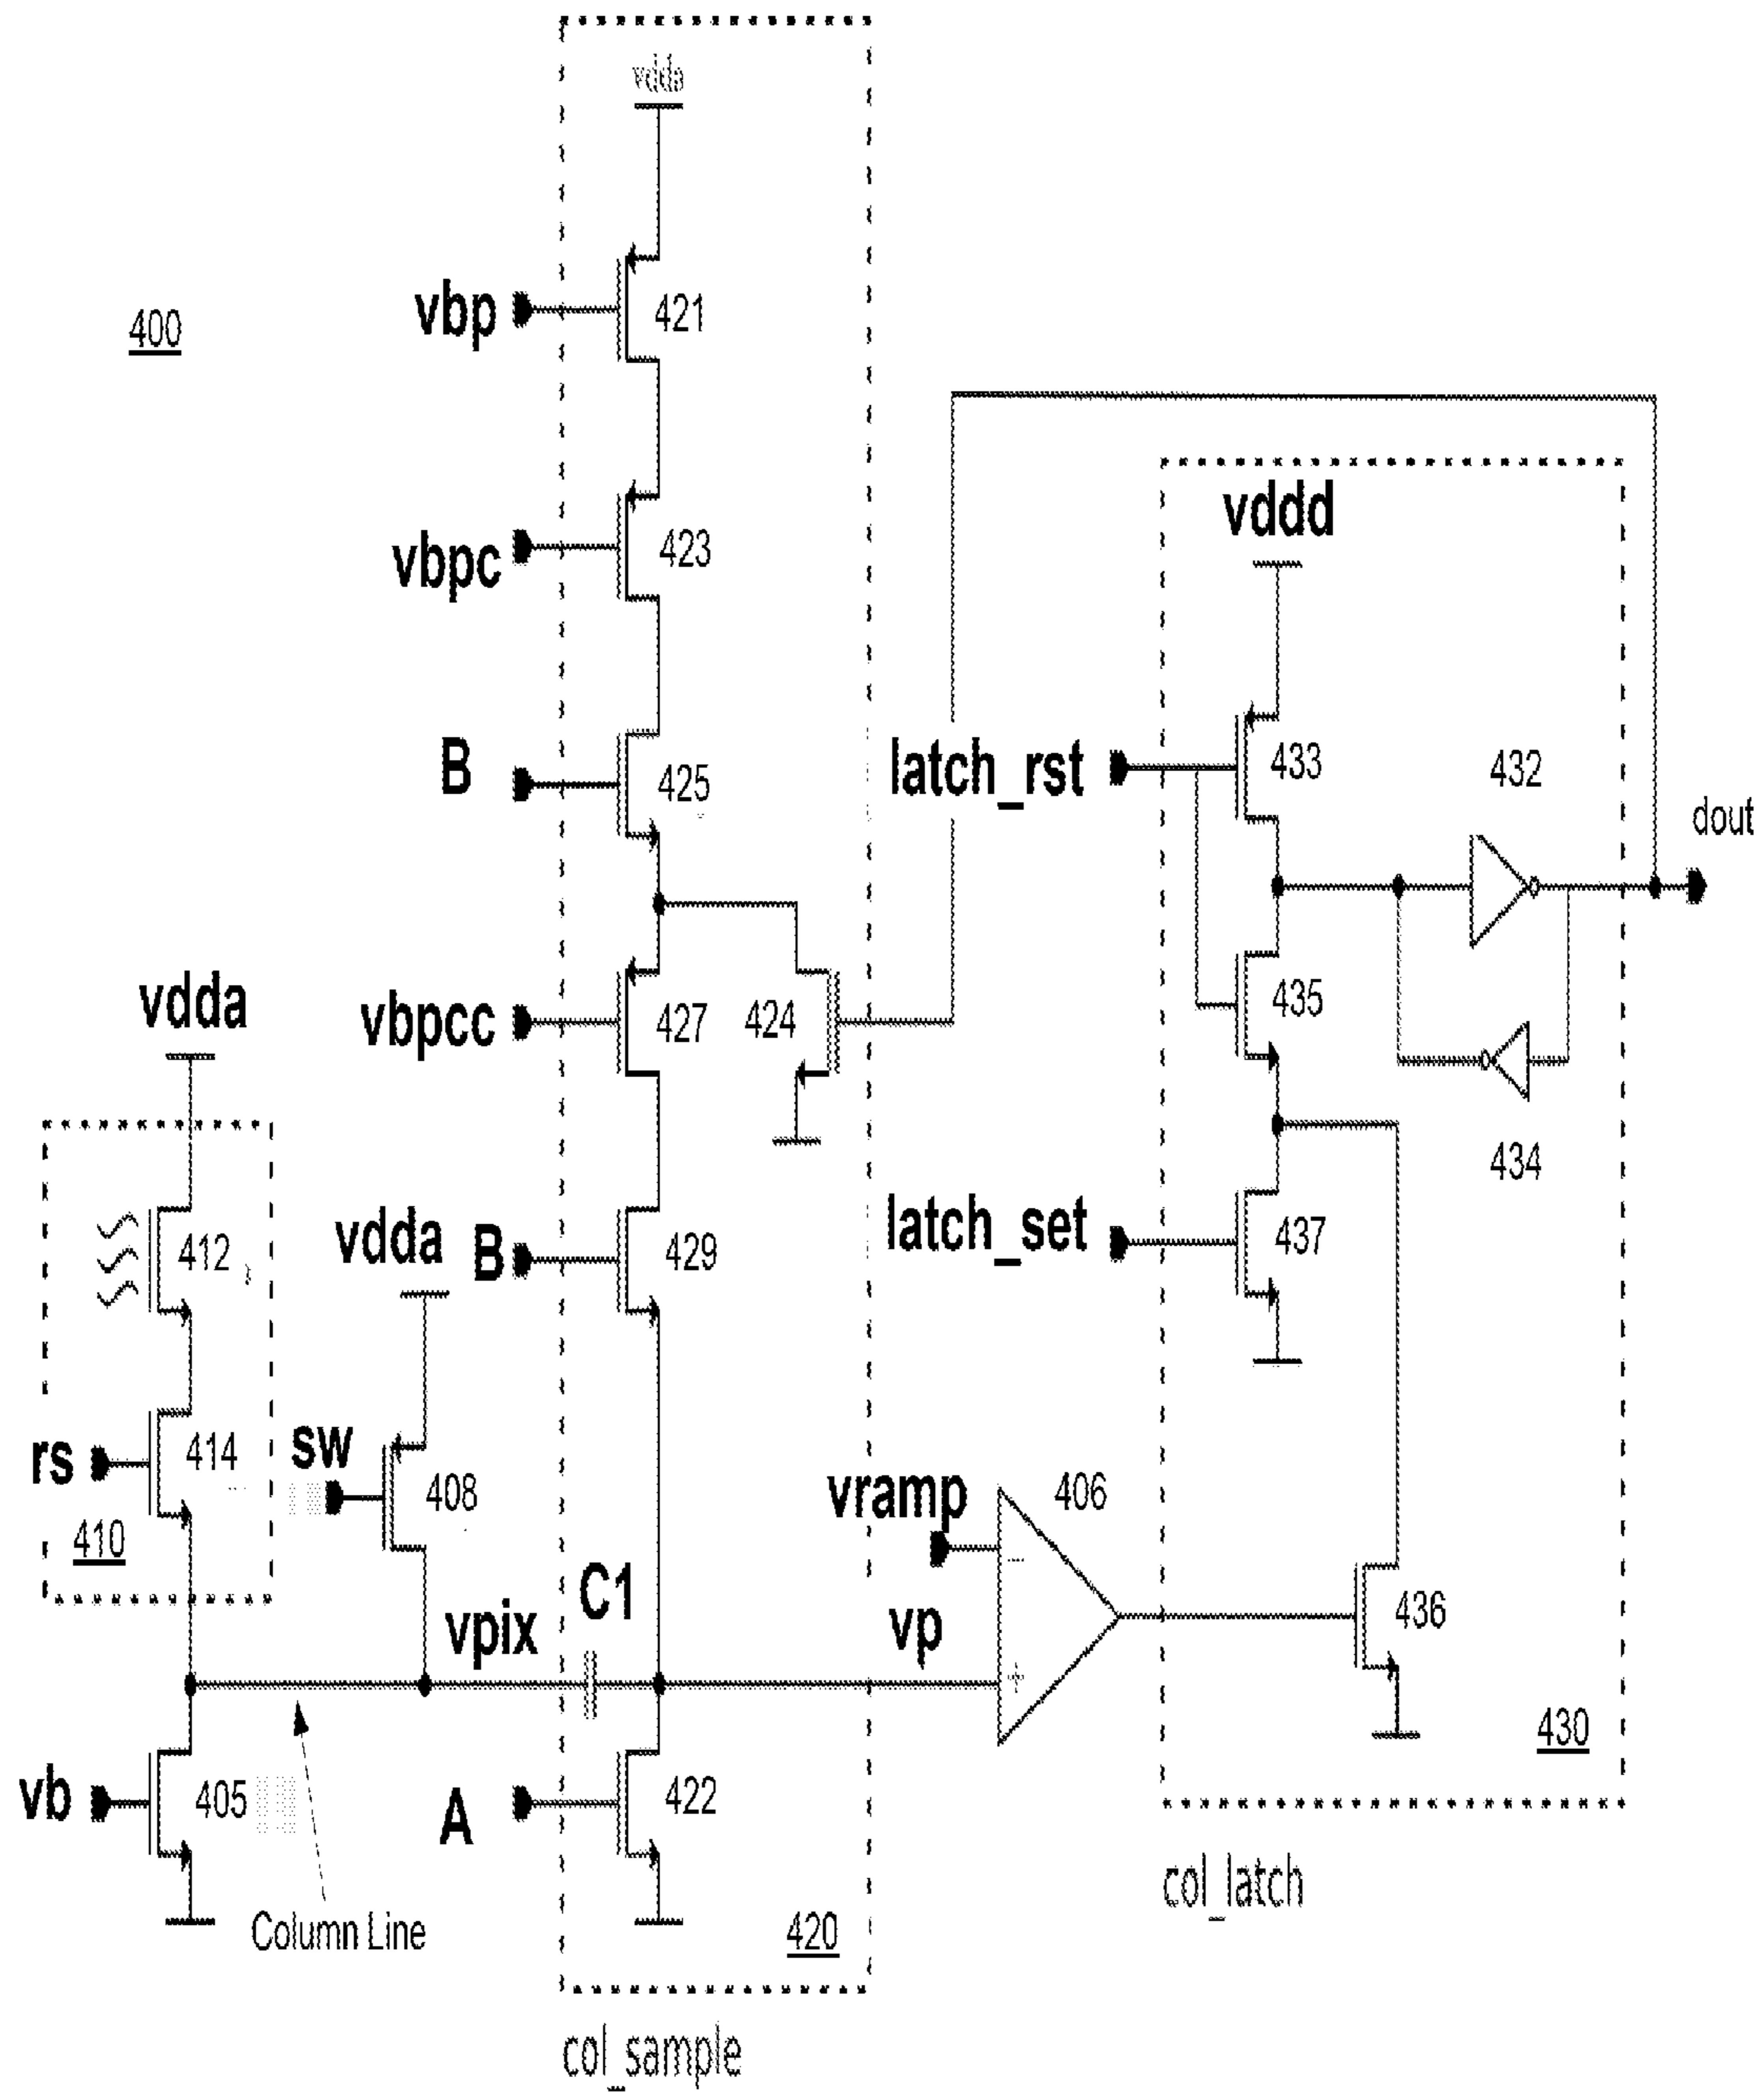 vdda
vbp
421
400
vbpc
423
vddd
B
425
latch_rst
433
432
dout
vdda
vbpcc
427
424
435
434
412
vdda
B
429
latch_set
437
rs
414
sw
408
vramp
406
410
C1
vpix
vp
-
+
436
430
vb
405
A
422
Column Line
420
col_latch
col_sample